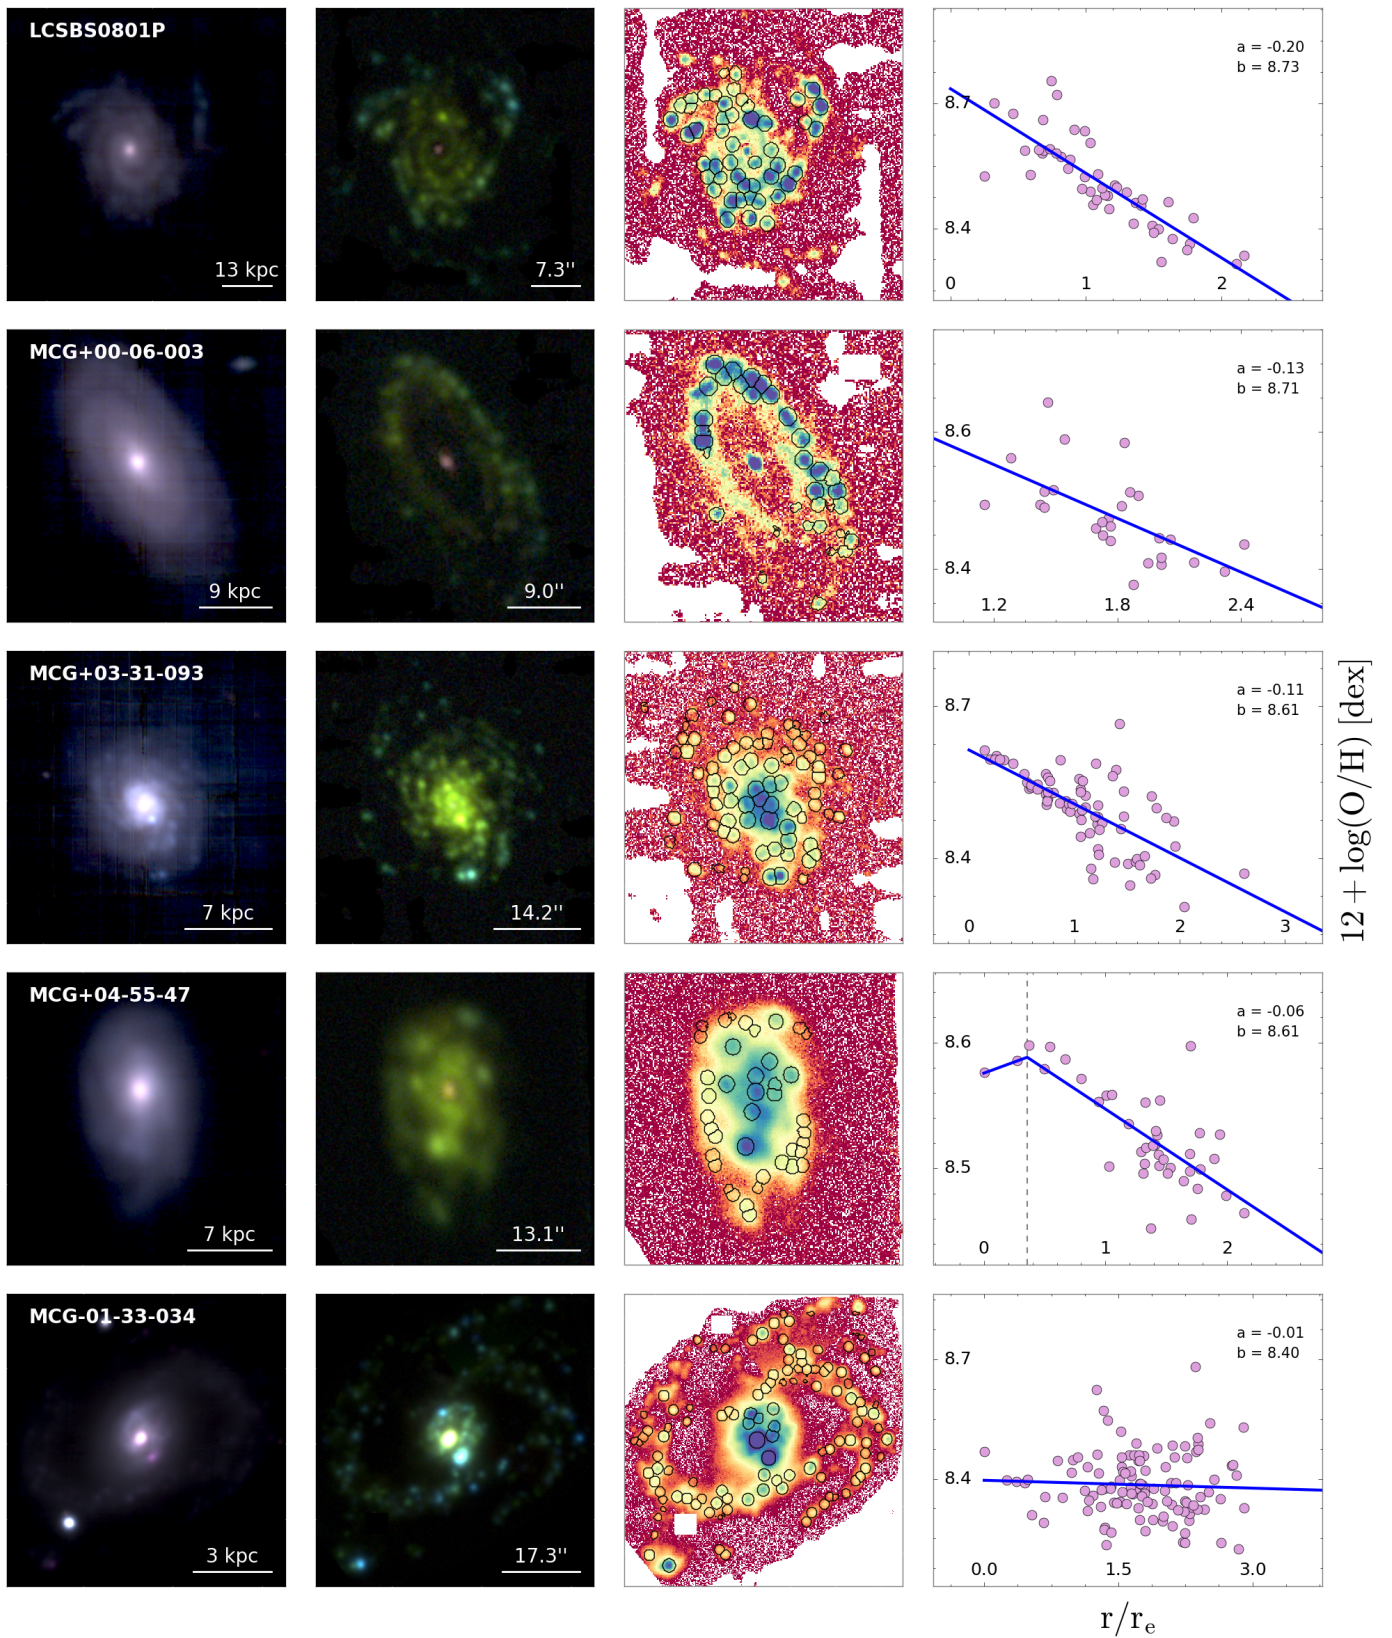 LCSBS0801P
13 kpc
7.3''
a = -0.20
b = 8.73
8.7
8.4
0 1 2
MCG+00-06-003
9 kpc
9.0''
a = -0.13
b = 8.71
8.6
8.4
1.2 1.8 2.4
MCG+03-31-093
7 kpc
14.2''
a = -0.11
b = 8.61
8.7
8.4
0 1 2 3
12 + log(O/H) [dex]
MCG+04-55-47
7 kpc
13.1''
a = -0.06
b = 8.61
8.6
8.5
0 1 2
MCG-01-33-034
3 kpc
17.3''
a = -0.01
b = 8.40
8.7
8.4
0.0 1.5 3.0
r/re